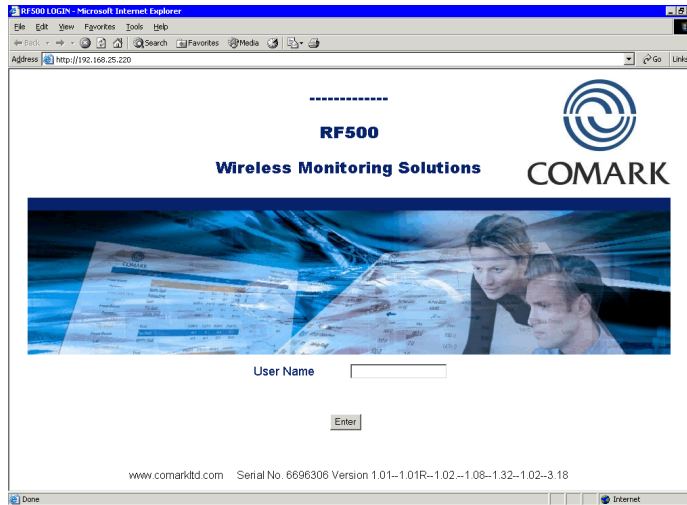 RF500 LOGIN - Microsoft Internet Explorer
File Edit View Favorites Tools Help
Back Search Favorites Media
Address http://192.168.25.220 Go Links
-------------
RF500
Wireless Monitoring Solutions
COMARK
COMARK
User Name
Enter
www.comarkltd.com Serial No. 6696306 Version 1.01--1.01R--1.02.--1.08--1.32--1.02--3.18
Done Internet